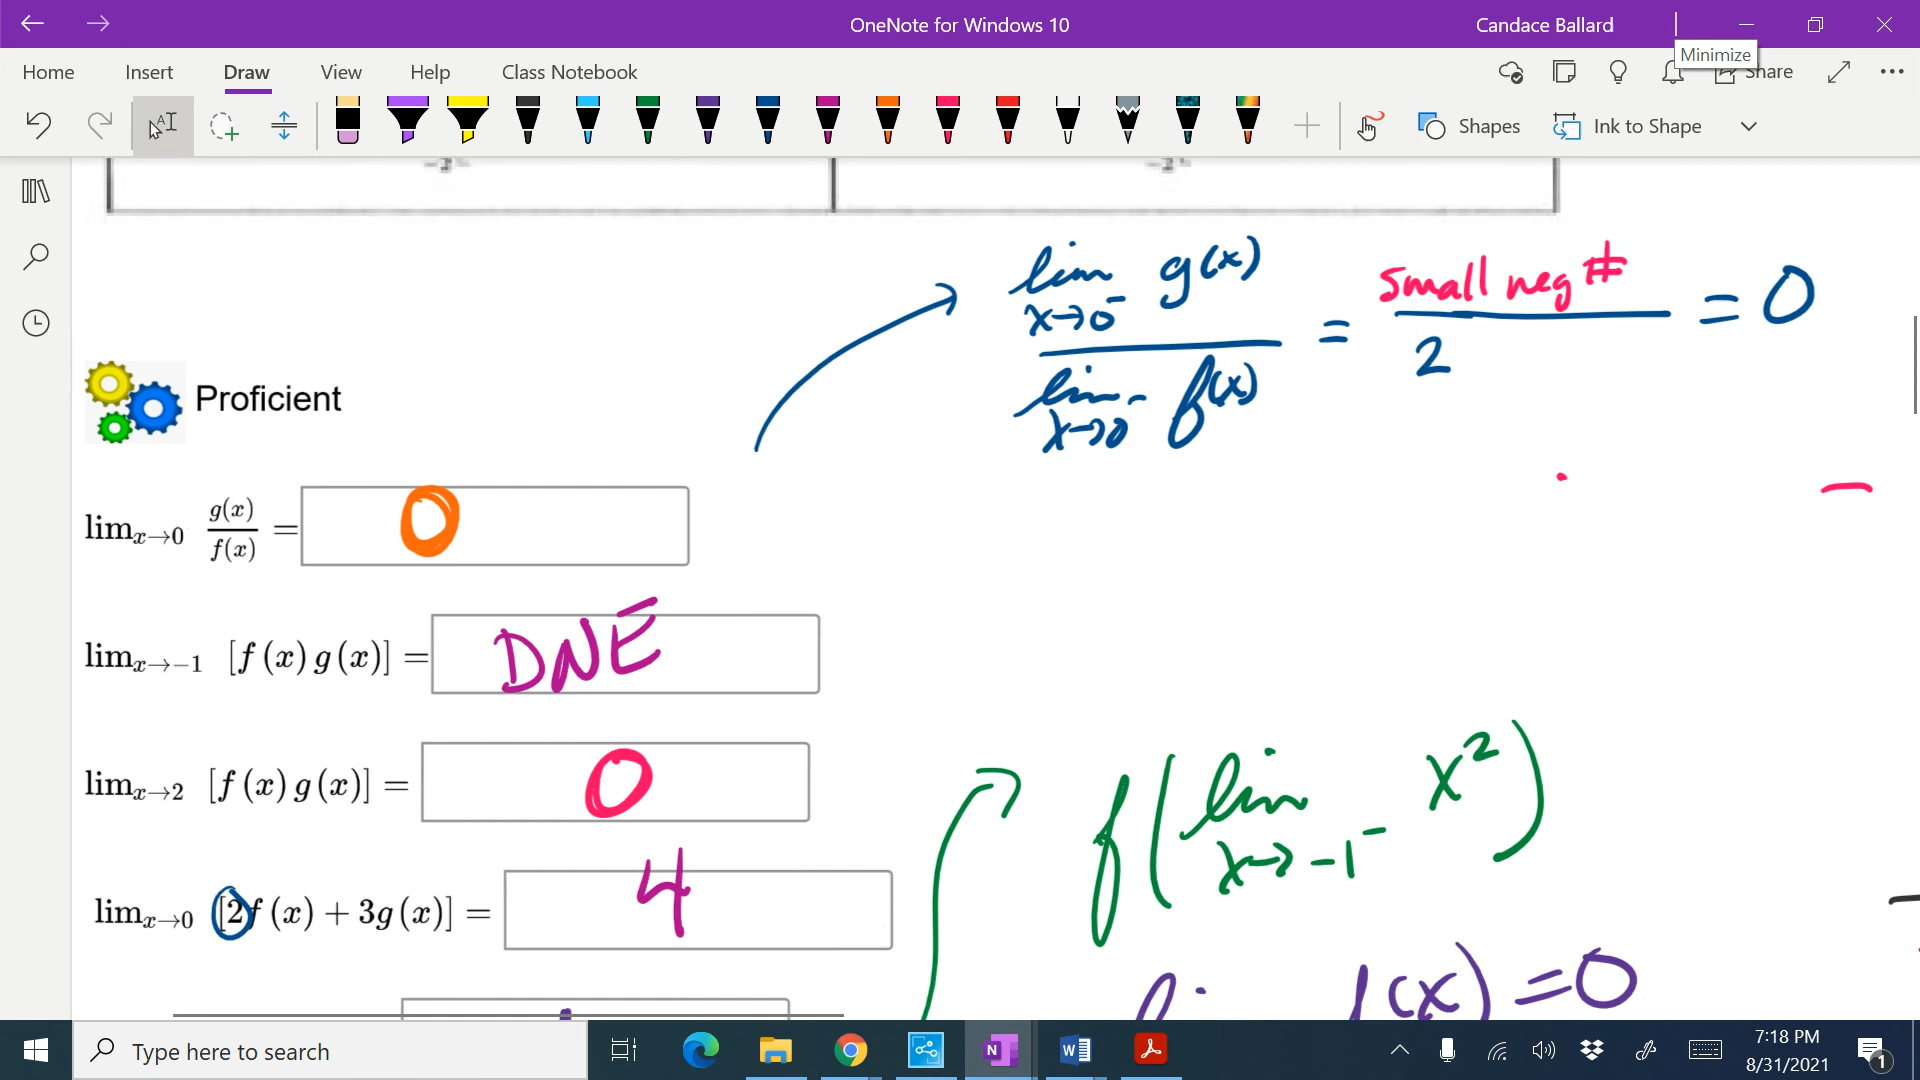 OneNote for Windows 10
Candace Ballard
Minimize
Home Insert Draw View Help Class Notebook
Share
Shapes Ink to Shape
lim x→0⁻ g(x) / lim x→0⁻ f(x) = small neg # / 2 = 0
Proficient
lim x→0 g(x)/f(x) = 0
lim x→−1 [f(x)g(x)] = DNE
lim x→2 [f(x)g(x)] = 0
f(lim x→−1⁻ x²)
lim x→0 [2f(x) + 3g(x)] = 4
f(x) = 0
Type here to search
7:18 PM
8/31/2021
1